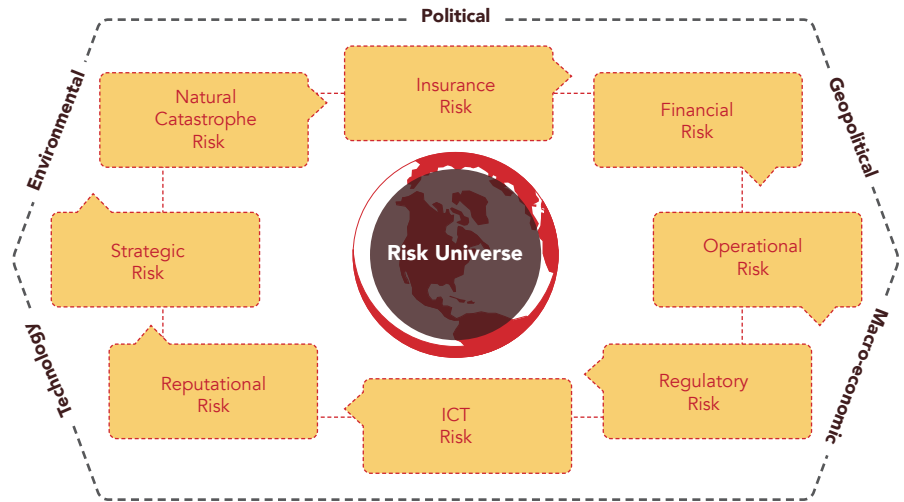 Political
Environmental
Geopolitical
Natural
Catastrophe
Risk
Insurance
Risk
Financial
Risk
Strategic
Risk
Risk Universe
Operational
Risk
Technology
Macro-economic
Reputational
Risk
ICT
Risk
Regulatory
Risk